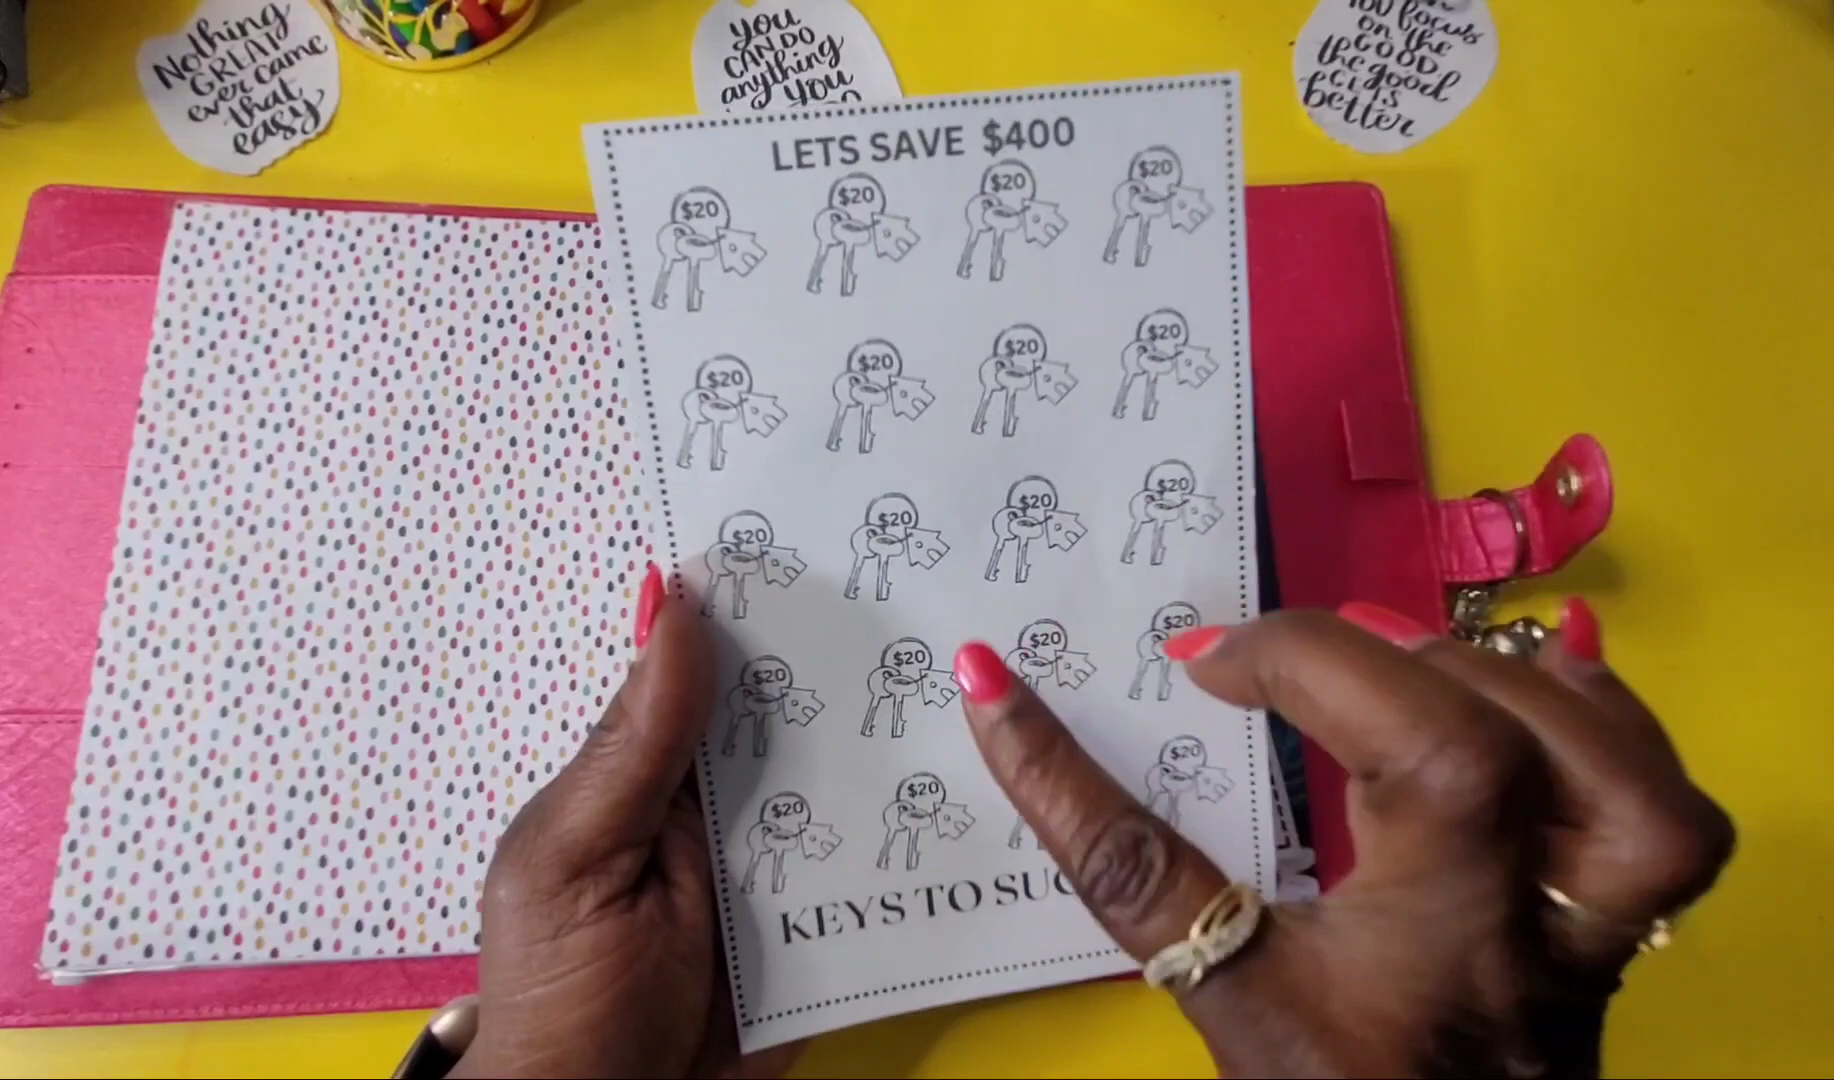 Nothing
GREAT
ever came
that
easy
you
CAN DO
anything
you
on the
GOOD
the good
better
LETS SAVE $400
$20 $20 $20 $20
$20 $20 $20 $20
$20 $20 $20 $20
$20 $20 $20 $20
$20 $20 $20
KEYS TO